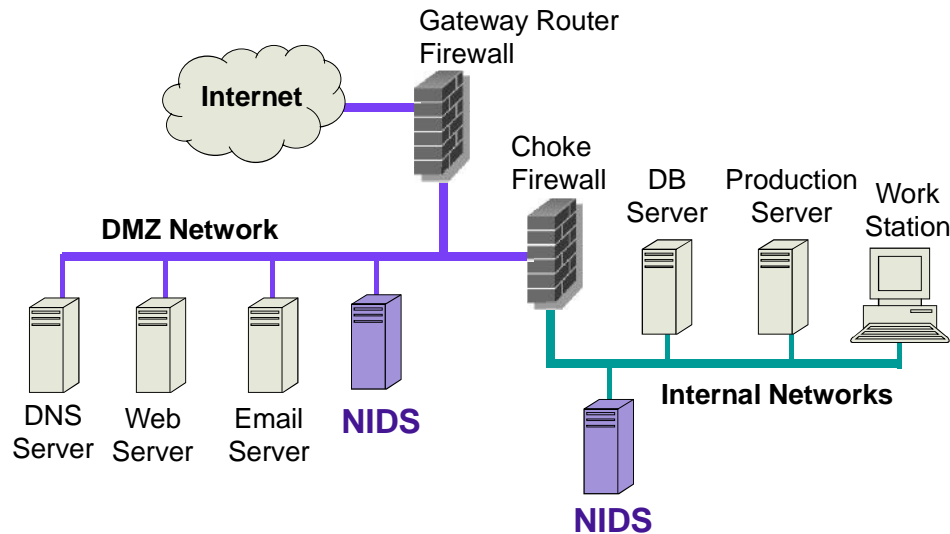 Gateway Router
Firewall
Internet
Choke
Firewall
DB
Server
Production
Server
Work
Station
DMZ Network
DNS
Server
Web
Server
Email
Server
NIDS
Internal Networks
NIDS